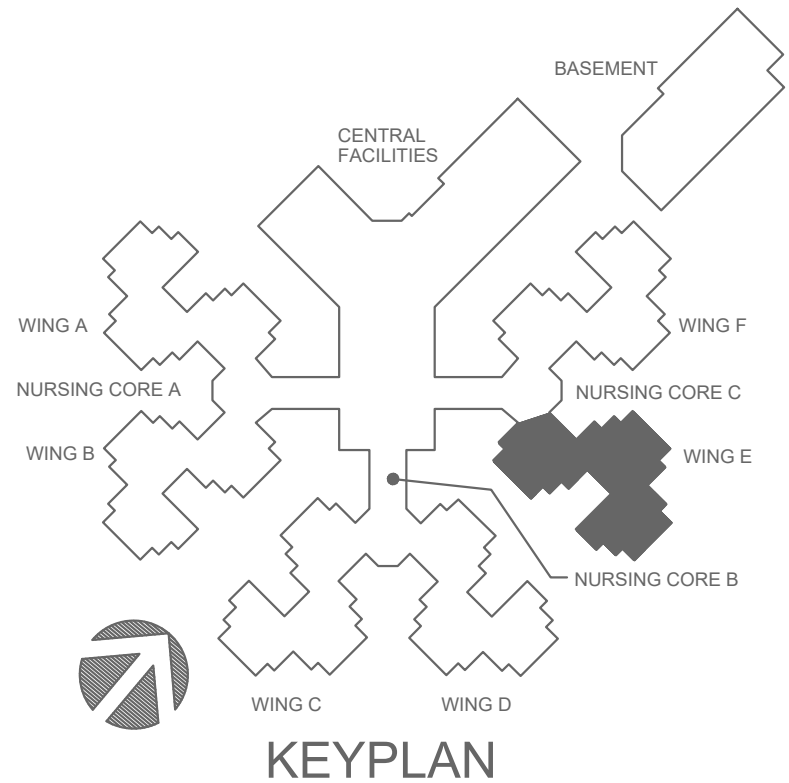 BASEMENT
CENTRAL
FACILITIES
WING A
WING F
NURSING CORE A
NURSING CORE C
WING B
WING E
NURSING CORE B
WING C
WING D
KEYPLAN